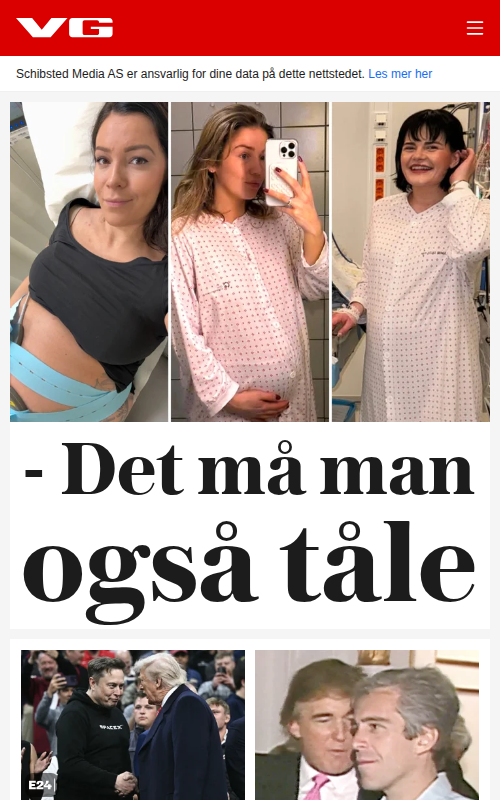 VG
Schibsted Media AS er ansvarlig for dine data på dette nettstedet. Les mer her
- Det må man
også tåle
SPACEX
E24